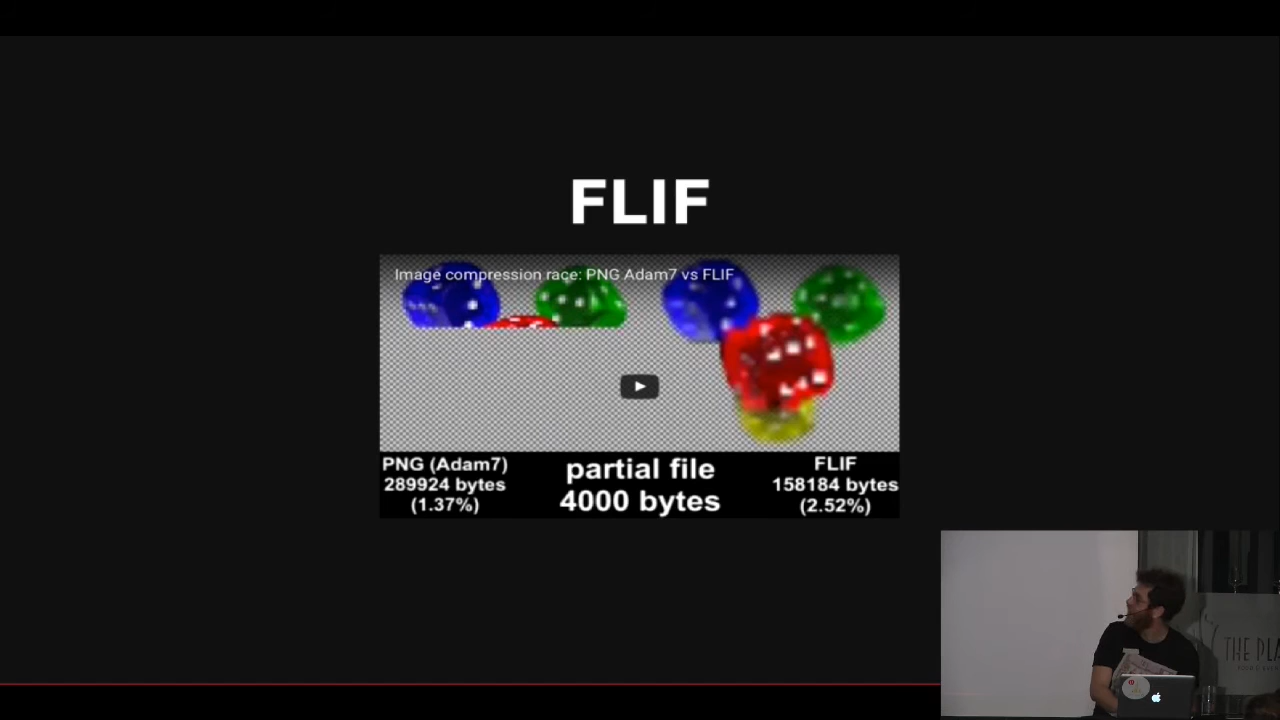 FLIF
Image compression race: PNG Adam7 vs FLIF
PNG (Adam7)
289924 bytes
(1.37%)
partial file
4000 bytes
FLIF
158184 bytes
(2.52%)
THE